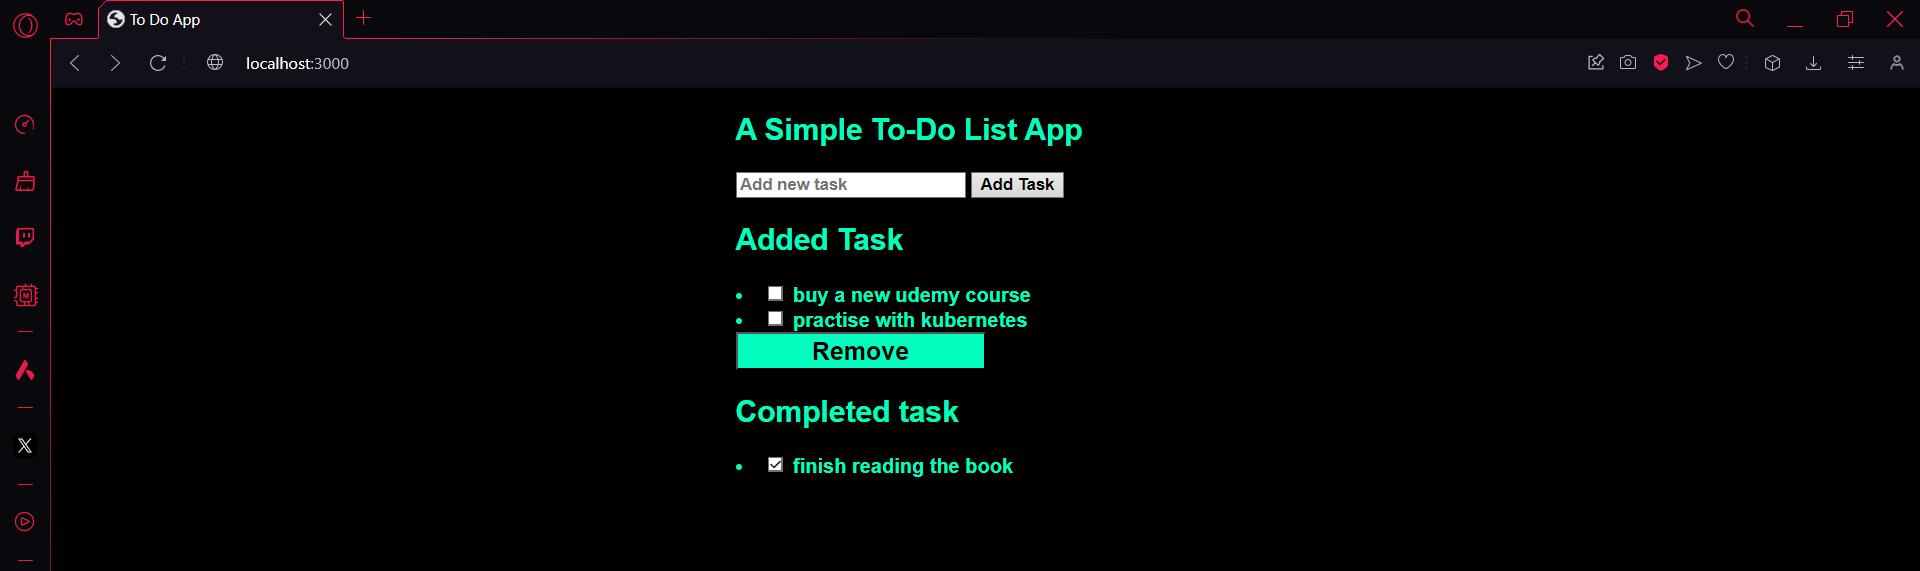 To Do App
localhost:3000
A Simple To-Do List App
Add new task Add Task
Added Task
buy a new udemy course
practise with kubernetes
Remove
Completed task
finish reading the book